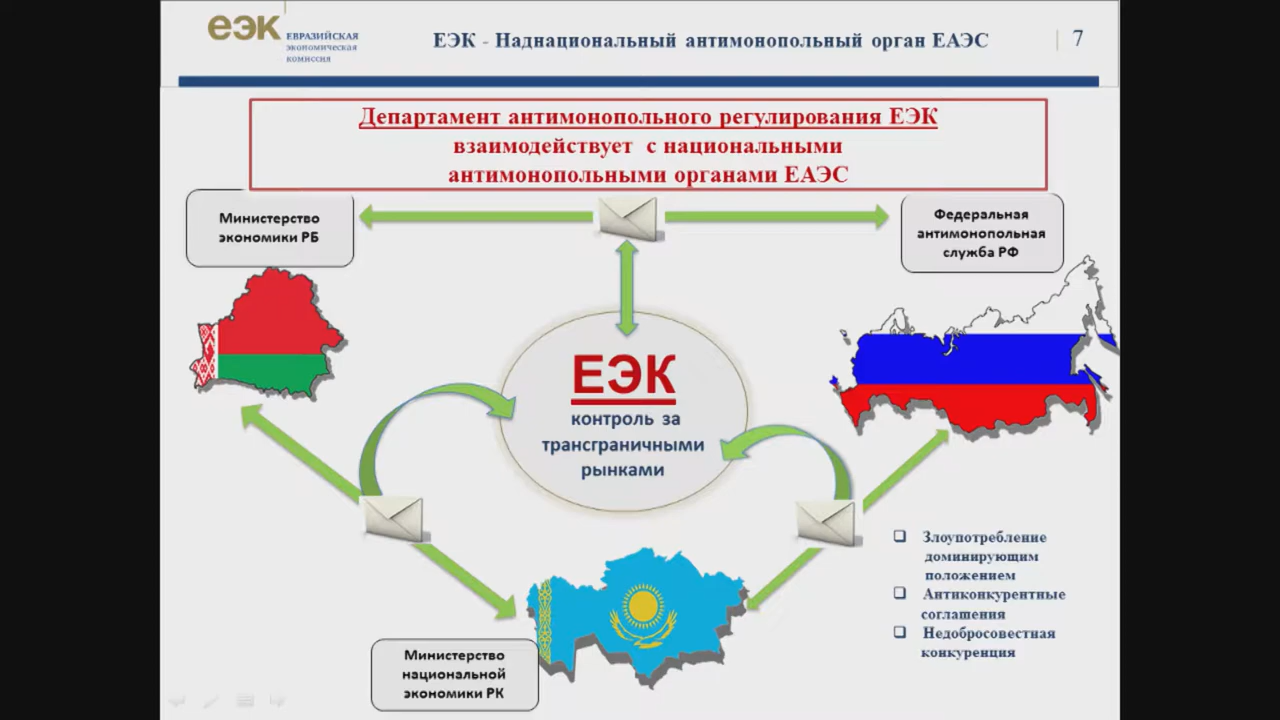 еэк
ЕВРАЗИЙСКАЯ
экономическая
комиссия
ЕЭК - Наднациональный антимонопольный орган ЕАЭС
7
Департамент антимонопольного регулирования ЕЭК
взаимодействует с национальными
антимонопольными органами ЕАЭС
Министерство
экономики РБ
Федеральная
антимонопольная
служба РФ
ЕЭК
контроль за
трансграничными
рынками
Злоупотребление
доминирующим
положением
Антиконкурентные
соглашения
Недобросовестная
конкуренция
Министерство
национальной
экономики РК